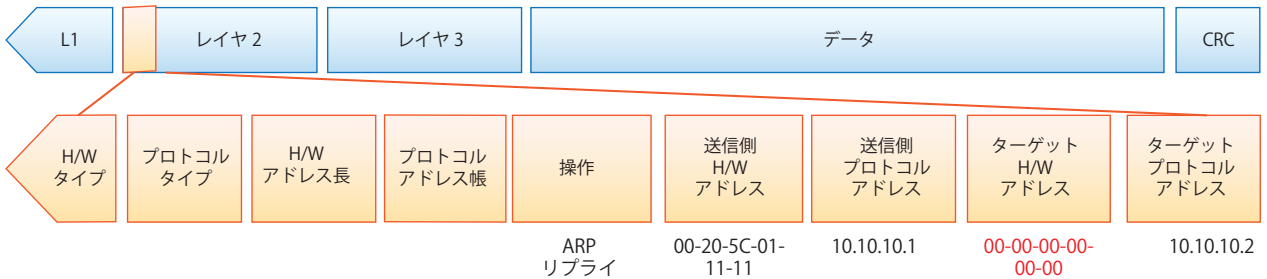 L1
レイヤ 2
レイヤ 3
データ
CRC
H/W
タイプ
プロトコル
タイプ
H/W
アドレス長
プロトコル
アドレス帳
操作
送信側
H/W
アドレス
送信側
プロトコル
アドレス
ターゲット
H/W
アドレス
ターゲット
プロトコル
アドレス
ARP
リプライ
00-20-5C-01-
11-11
10.10.10.1
00-00-00-00-
00-00
10.10.10.2